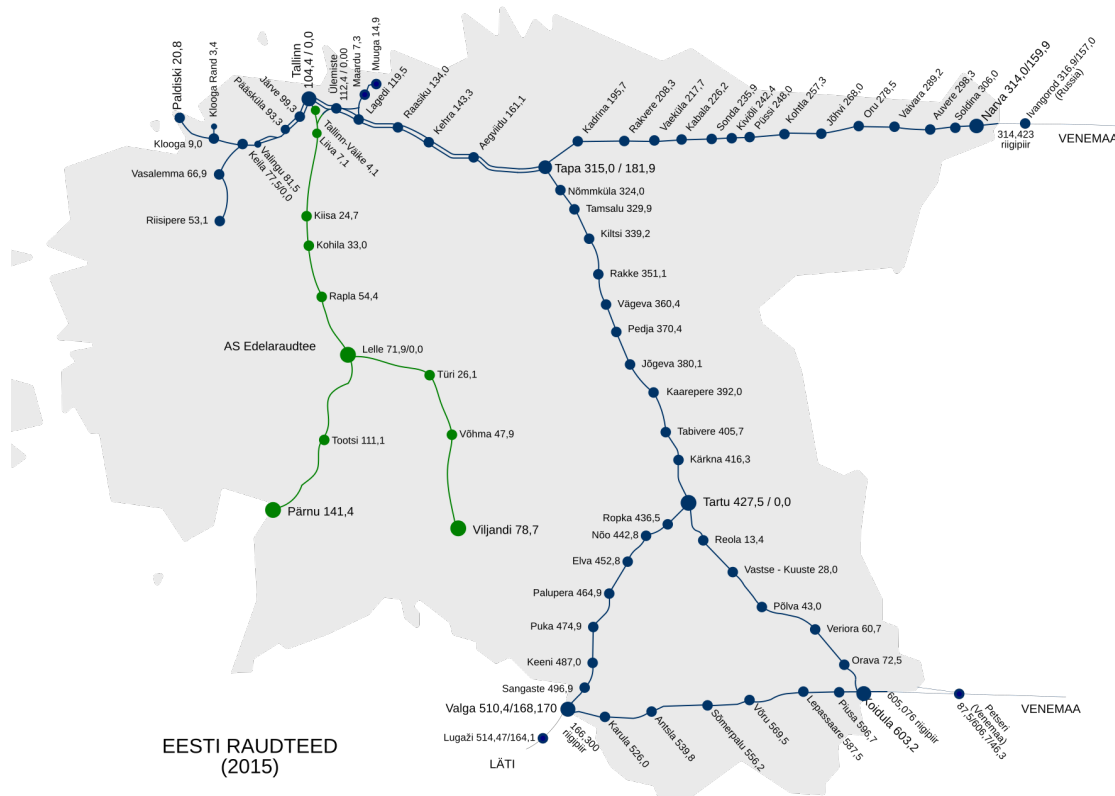 Paldiski 20,8
Klooga Rand 3,4
Klooga 9,0
Vasalemma 66,9
Riisipere 53,1
Keila 77,5/0,0
Valingu 81,5
Pääsküla 93,3
Järve 99,3
Tallinn
104,4 / 0,0
Ülemiste
112,4 / 0,00
Maardu 7,3
Muuga 14,9
Lagedi 119,5
Raasiku 134,0
Kehra 143,3
Aegviidu 161,1
Tapa 315,0 / 181,9
Kadrina 195,7
Rakvere 208,3
Vaeküla 217,7
Kabala 226,2
Sonda 235,9
Kiviõli 242,4
Püssi 248,0
Kohtla 257,3
Jõhvi 268,0
Oru 278,5
Vaivara 289,2
Auvere 298,3
Soldina 306,0
Narva 314,0/159,9
Ivangorod 316,9/157,0
(Russia)
314,423
riigipiir
VENEMAA
Tallinn-Väike 4,1
Liiva 7,1
Kiisa 24,7
Kohila 33,0
Rapla 54,4
AS Edelaraudtee
Lelle 71,9/0,0
Türi 26,1
Võhma 47,9
Viljandi 78,7
Tootsi 111,1
Pärnu 141,4
Nõmmküla 324,0
Tamsalu 329,9
Kiltsi 339,2
Rakke 351,1
Vägeva 360,4
Pedja 370,4
Jõgeva 380,1
Kaarepere 392,0
Tabivere 405,7
Kärkna 416,3
Tartu 427,5 / 0,0
Ropka 436,5
Nõo 442,8
Elva 452,8
Palupera 464,9
Puka 474,9
Keeni 487,0
Sangaste 496,9
Valga 510,4/168,170
Lugaži 514,47/164,1
166,300
riigipiir
LÄTI
Reola 13,4
Vastse - Kuuste 28,0
Põlva 43,0
Veriora 60,7
Orava 72,5
Karula 526,0
Antsla 539,8
Sõmerpalu 556,2
Võru 569,5
Lepassaare 587,5
Piusa 596,7
Koidula 603,2
605,076 riigipiir
Petseri
(Venemaa)
87,5/606,7/46,3
VENEMAA
EESTI RAUDTEED
(2015)